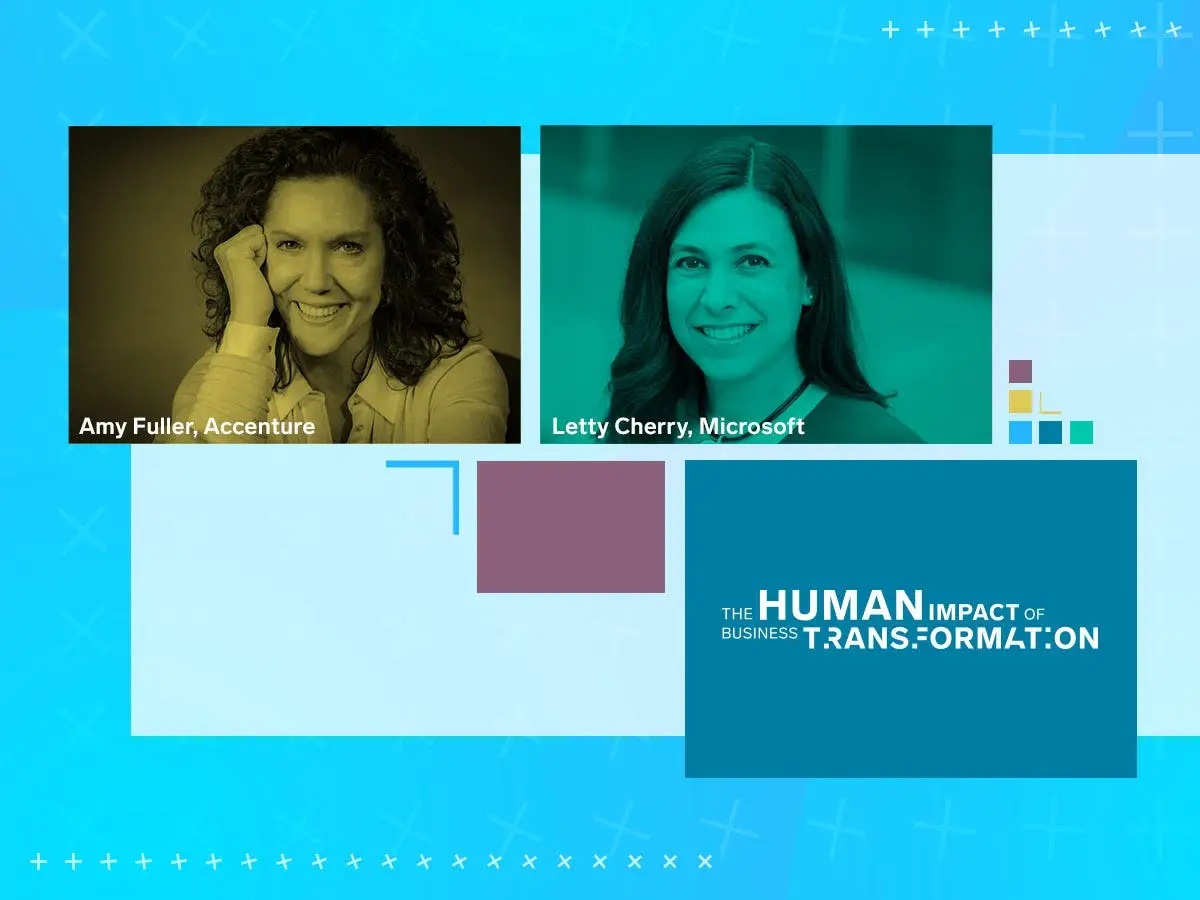 Amy Fuller, Accenture
Letty Cherry, Microsoft
THE HUMAN IMPACT OF
BUSINESS TRANSFORMATION